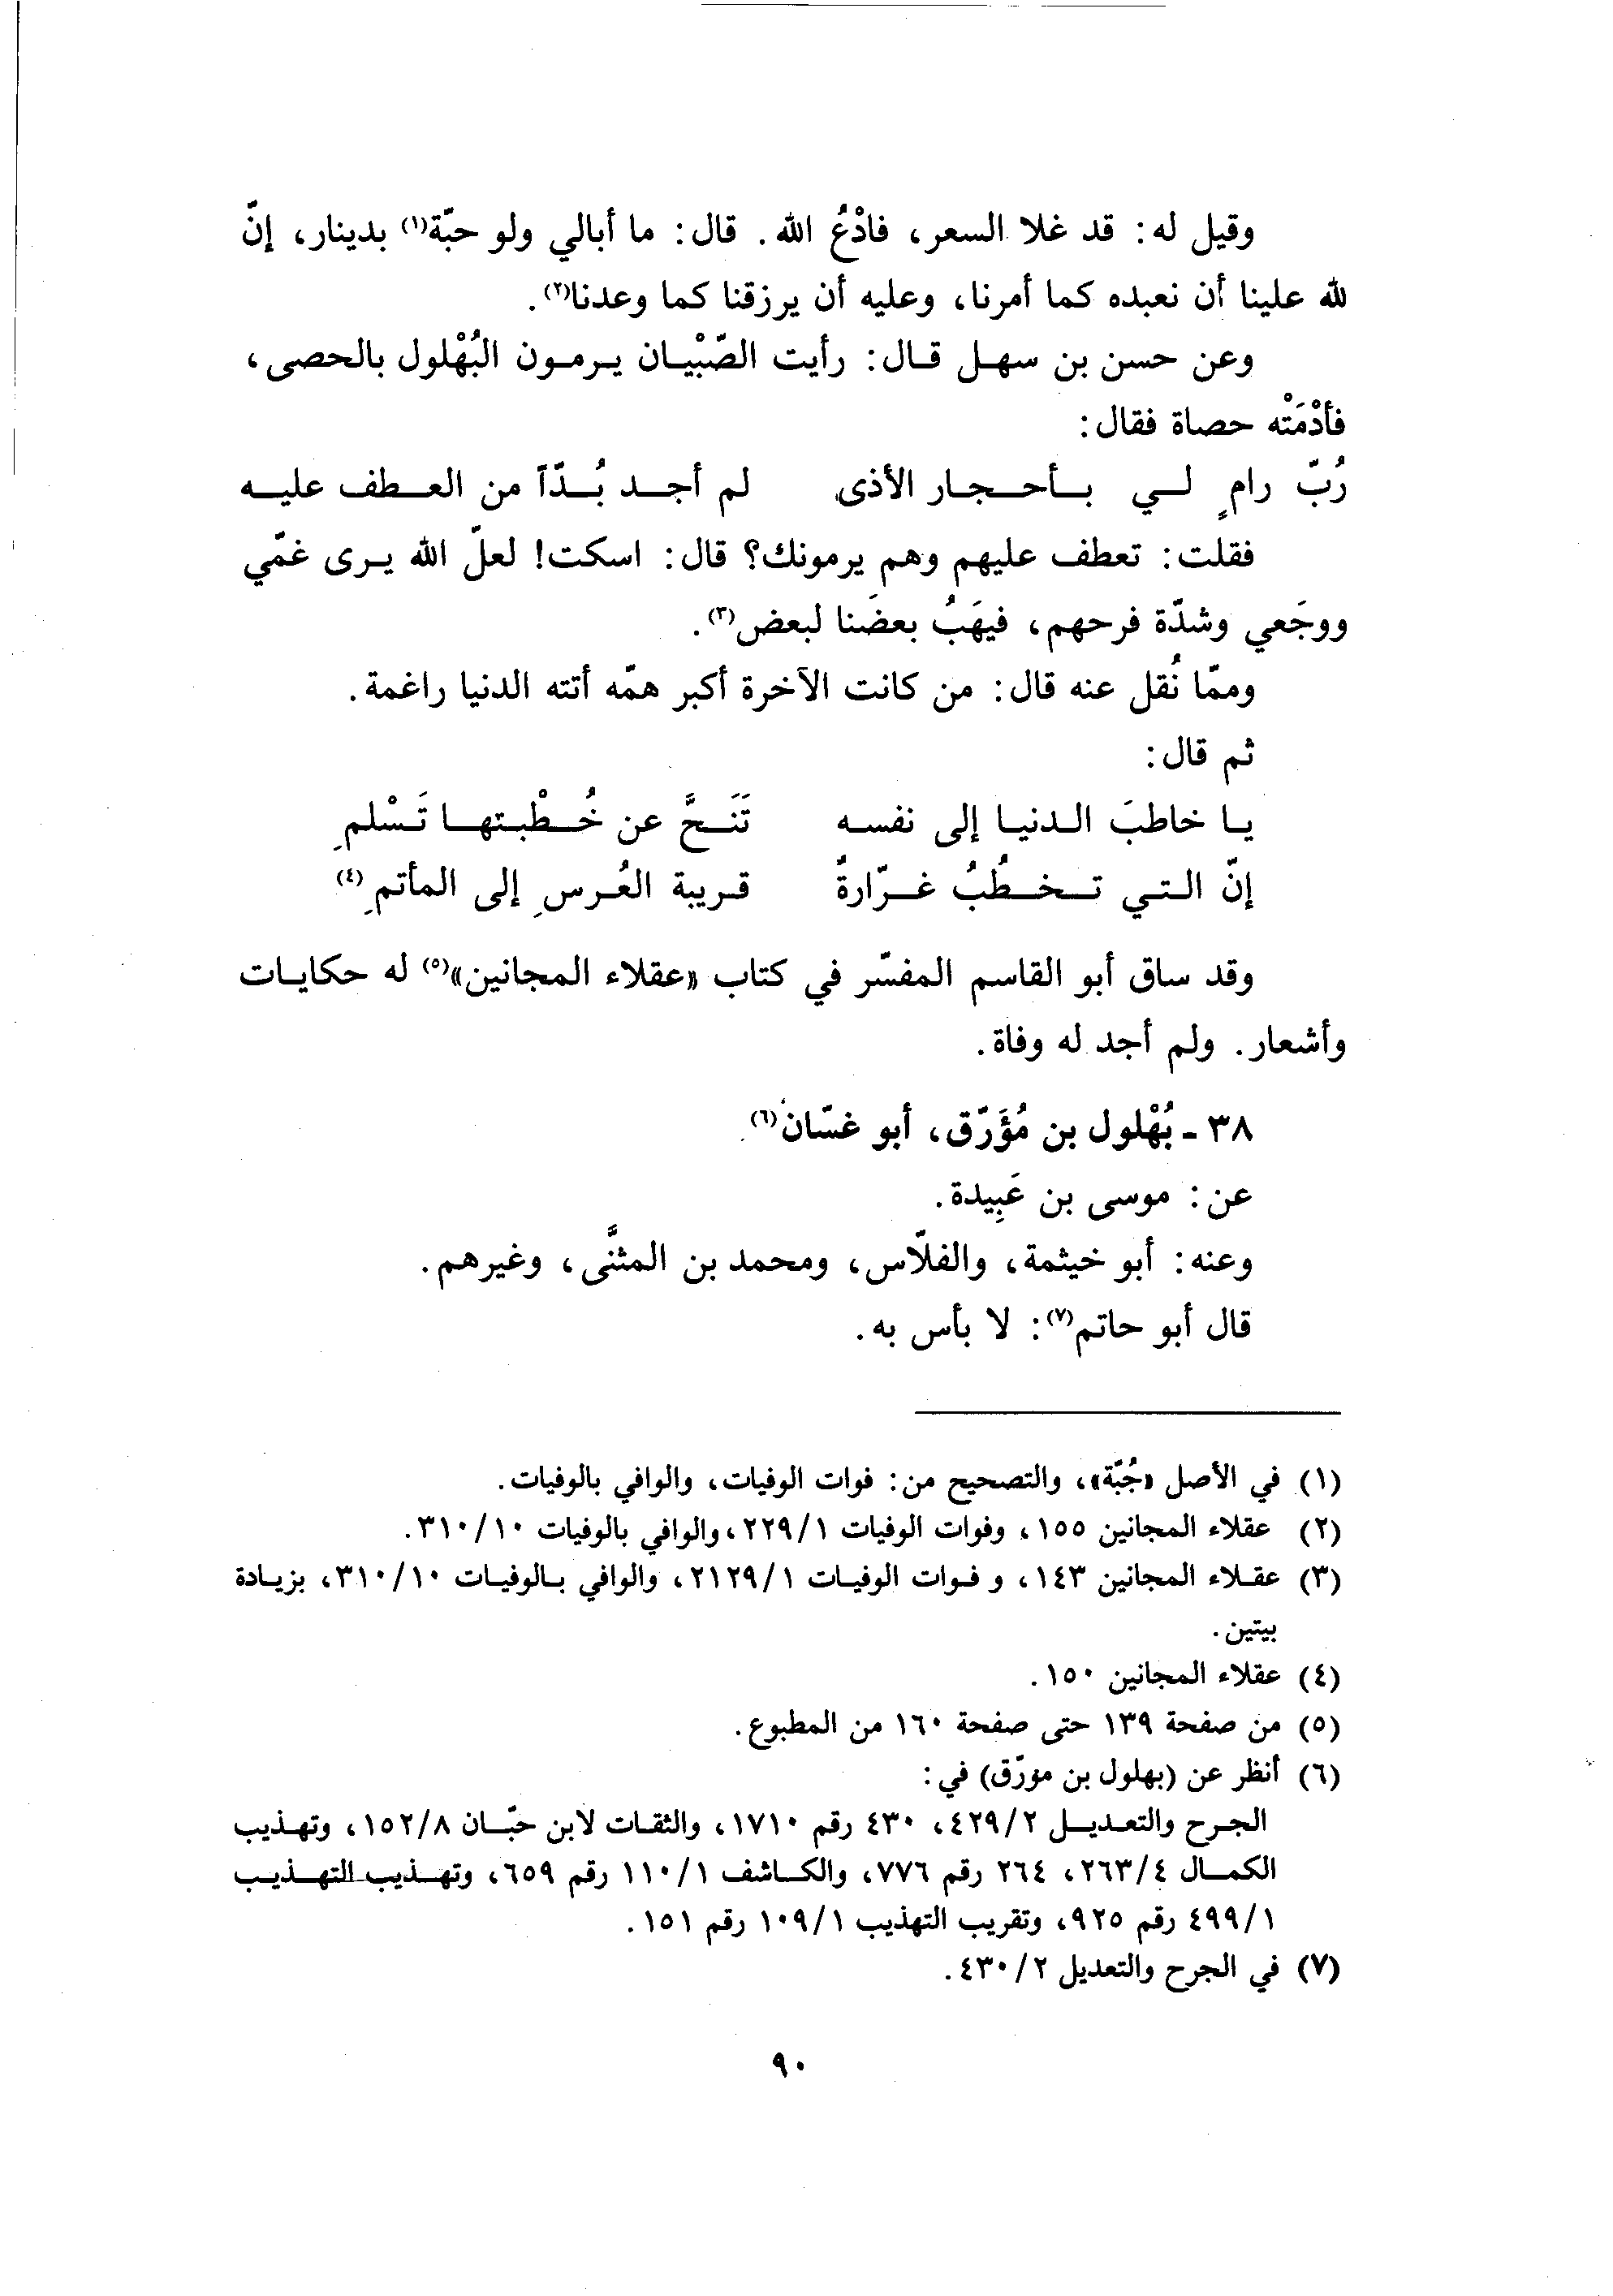 وقيل له: قد غلا السعر، فادْعُ الله. قال: ما أبالي ولو حبّة(١) بدينار، إنّ
لله علينا أن نعبده كما أمرنا، وعليه أن يرزقنا كما وعدنا(٢).
وعن حسن بن سهل قال: رأيت الصّبْيان يرمون البُهْلول بالحصى،
فأدْمَتْه حصاة فقال:
رُبّ رامٍ لي بأحجار الأذى لم أجد بُدّاً من العطف عليه
فقلت: تعطف عليهم وهم يرمونك؟ قال: اسكت! لعلّ الله يرى غمّي
ووجَعي وشدّة فرحهم، فيهَبُ بعضَنا لبعض(٣).
وممّا نُقل عنه قال: من كانت الآخرة أكبر همّه أتته الدنيا راغمة.
ثم قال:
يا خاطبَ الدنيا إلى نفسه تَنَحَّ عن خُطْبتها تَسْلمِ
إنّ التي تخطُبُ غرّارةٌ قريبة العُرسِ إلى المأتمِ(٤)
وقد ساق أبو القاسم المفسّر في كتاب «عقلاء المجانين»(٥) له حكايات
وأشعار. ولم أجد له وفاة.
٣٨ - بُهْلول بن مُؤَرّق، أبو غسّان(٦).
عن: موسى بن عَبِيدة.
وعنه: أبو خيثمة، والفلّاس، ومحمد بن المثنَّى، وغيرهم.
قال أبو حاتم(٧): لا بأس به.
(١) في الأصل «جُبّة»، والتصحيح من: فوات الوفيات، والوافي بالوفيات.
(٢) عقلاء المجانين ١٥٥، وفوات الوفيات ٢٢٩/١، والوافي بالوفيات ٣١٠/١٠.
(٣) عقلاء المجانين ١٤٣، و فوات الوفيات ٢١٢٩/١، والوافي بالوفيات ٣١٠/١٠، بزيادة
بيتين.
(٤) عقلاء المجانين ١٥٠.
(٥) من صفحة ١٣٩ حتى صفحة ١٦٠ من المطبوع.
(٦) أنظر عن (بهلول بن مورّق) في:
الجرح والتعديل ٤٢٩/٢، ٤٣٠ رقم ١٧١٠، والثقات لابن حبّان ١٥٢/٨، وتهذيب
الكمال ٢٦٣/٤، ٢٦٤ رقم ٧٧٦، والكاشف ١١٠/١ رقم ٦٥٩، وتهذيب التهذيب
٤٩٩/١ رقم ٩٢٥، وتقريب التهذيب ١٠٩/١ رقم ١٥١.
(٧) في الجرح والتعديل ٤٣٠/٢.
٩٠